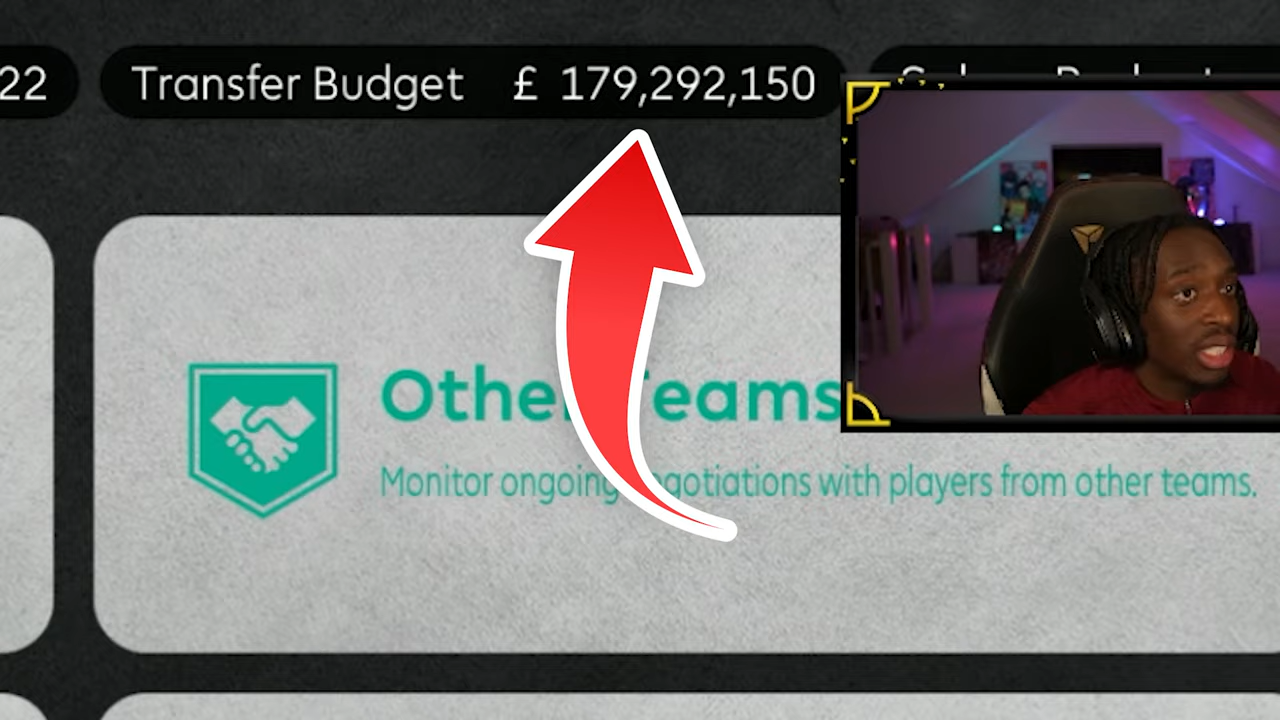 22
Transfer Budget £ 179,292,150
Other Teams
Monitor ongoing negotiations with players from other teams.